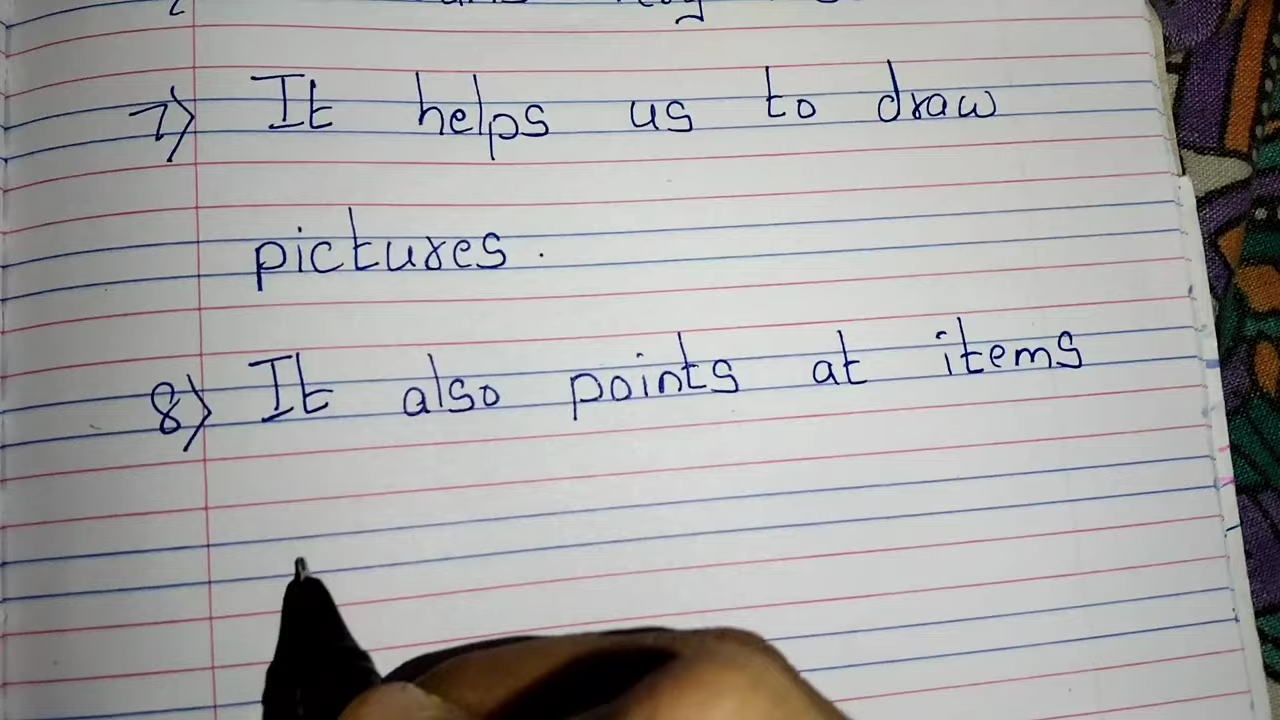 7) It helps us to draw
pictures.
8) It also points at items